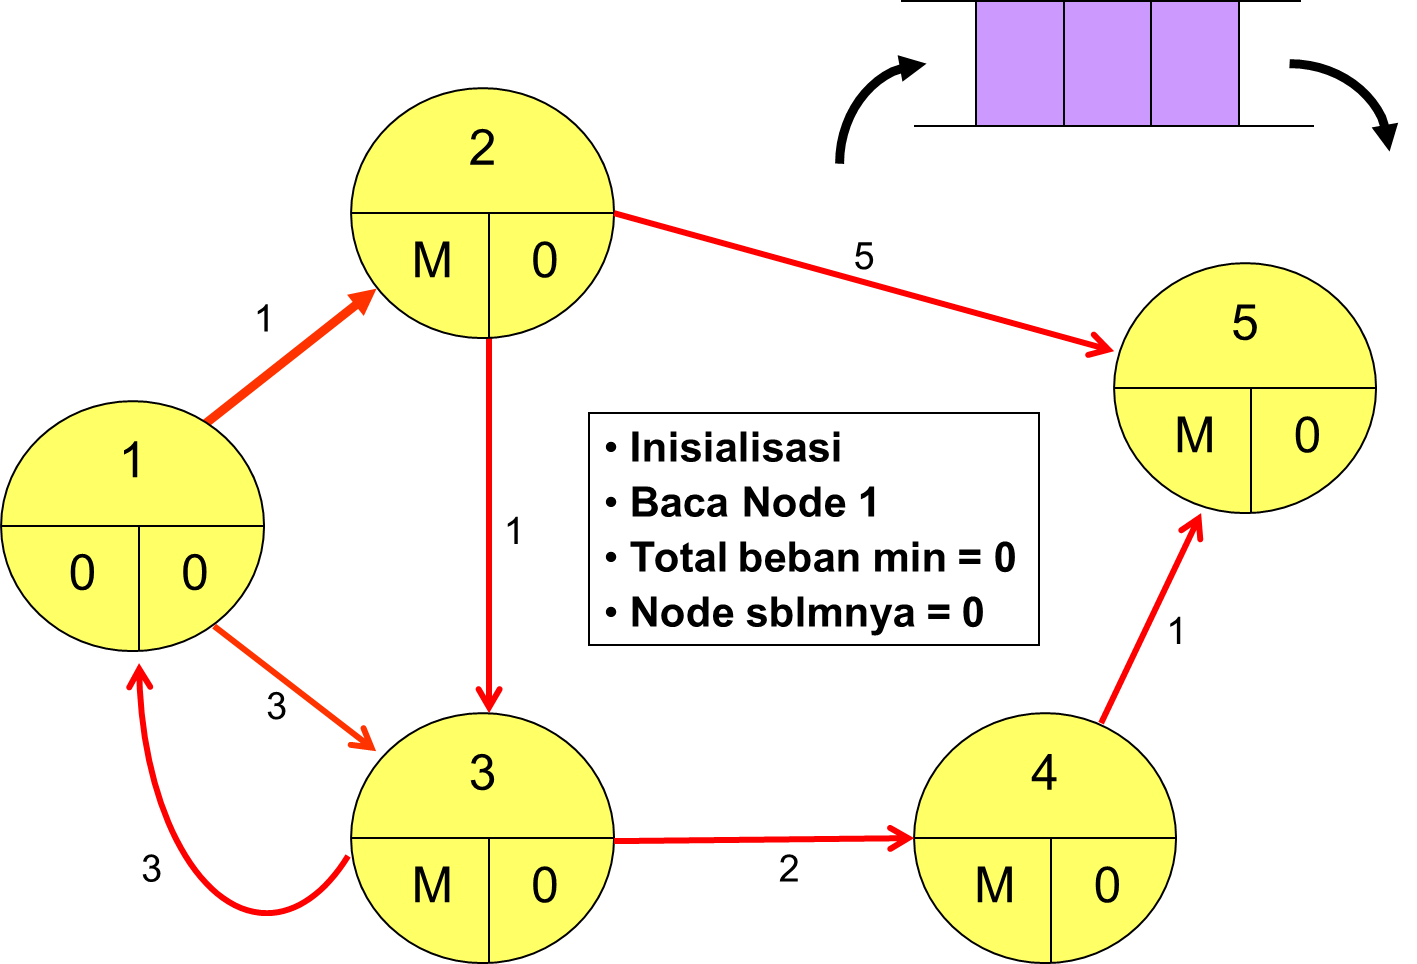 2
M 0
5
5
M 0
1
1
0 0
• Inisialisasi
• Baca Node 1
• Total beban min = 0
• Node sblmnya = 0
1
1
3
3
M 0
4
M 0
3
2